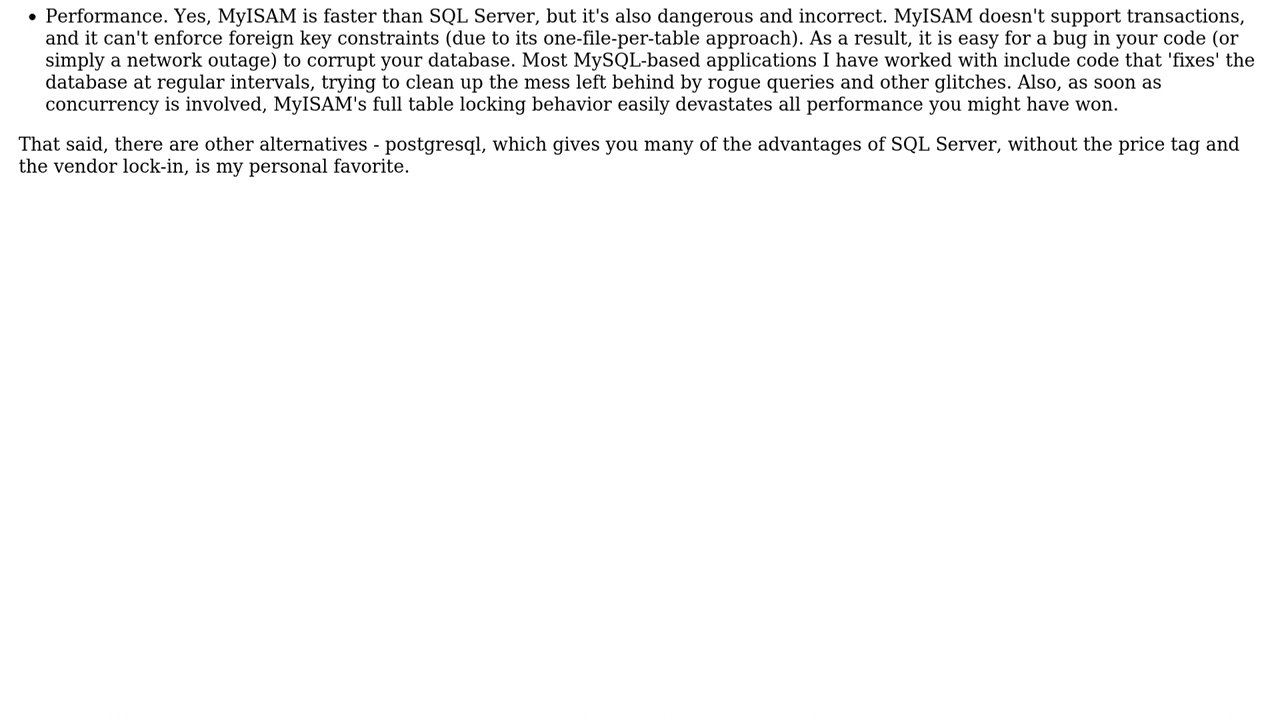 • Performance. Yes, MyISAM is faster than SQL Server, but it's also dangerous and incorrect. MyISAM doesn't support transactions,
and it can't enforce foreign key constraints (due to its one-file-per-table approach). As a result, it is easy for a bug in your code (or
simply a network outage) to corrupt your database. Most MySQL-based applications I have worked with include code that 'fixes' the
database at regular intervals, trying to clean up the mess left behind by rogue queries and other glitches. Also, as soon as
concurrency is involved, MyISAM's full table locking behavior easily devastates all performance you might have won.
That said, there are other alternatives - postgresql, which gives you many of the advantages of SQL Server, without the price tag and
the vendor lock-in, is my personal favorite.